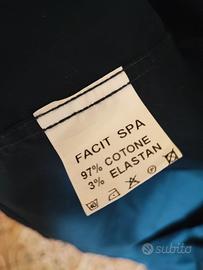 FACIT SPA
97% COTONE
3% ELASTAN
subito